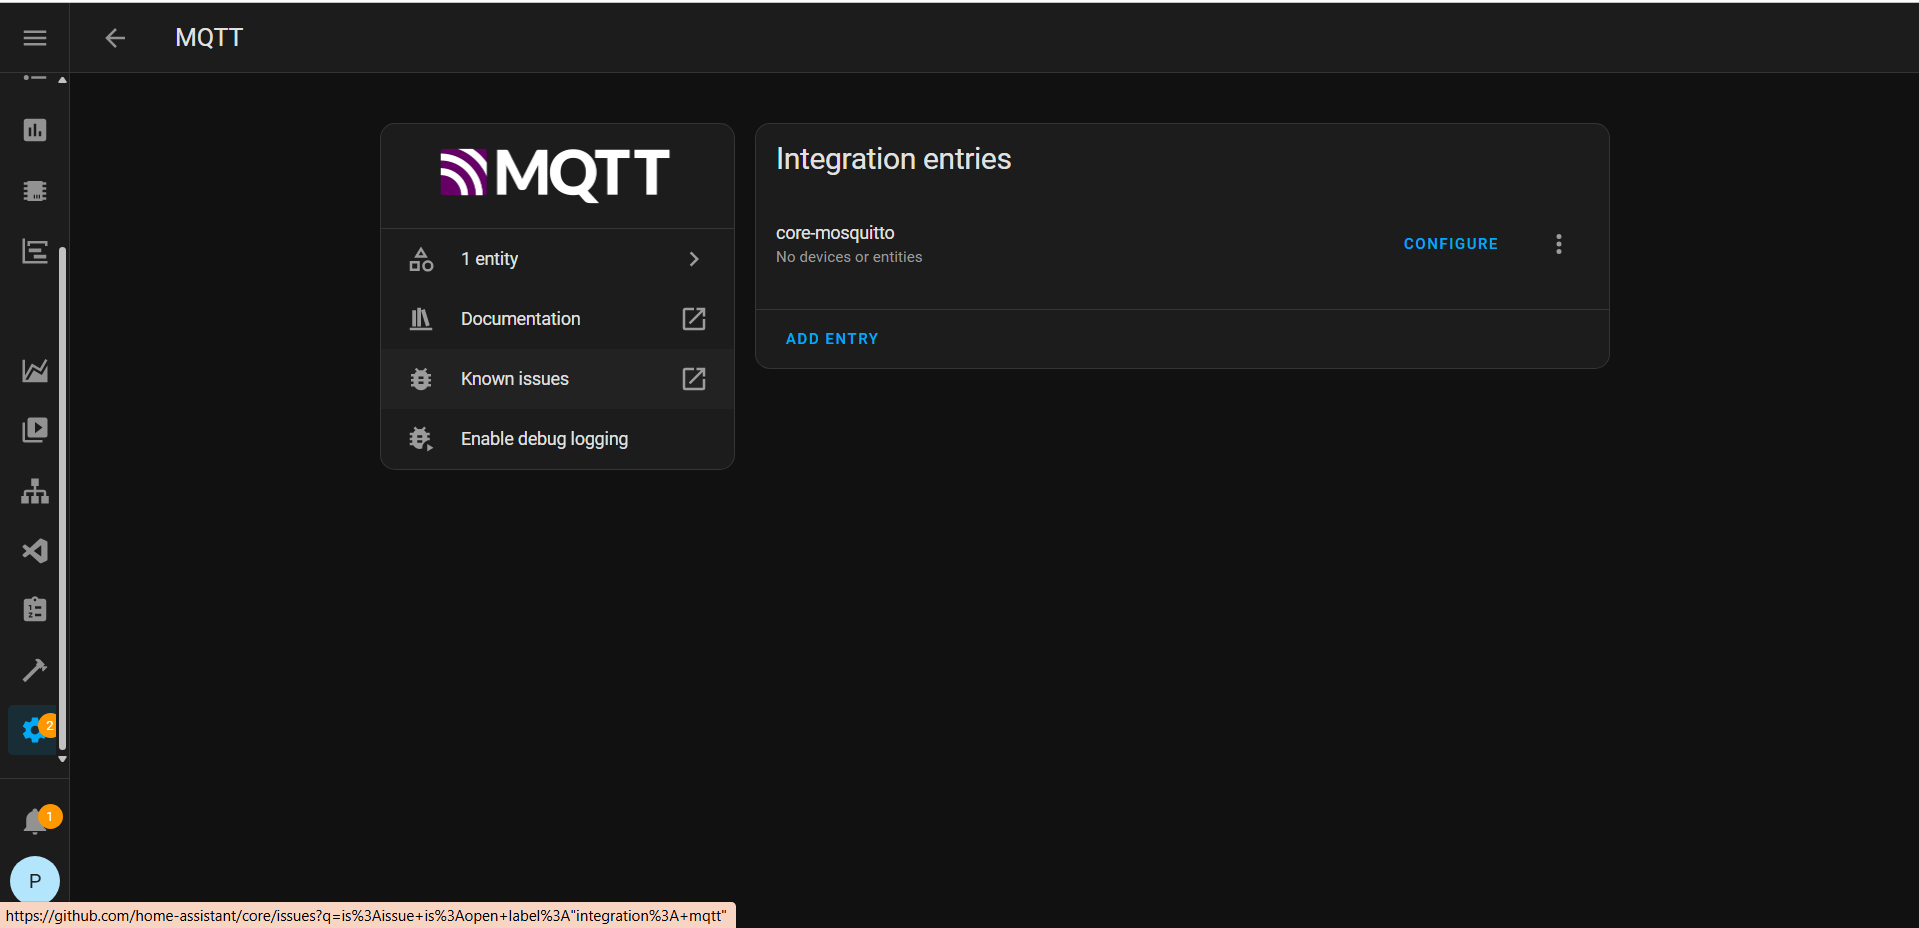 MQTT
MQTT
1 entity
Documentation
Known issues
Enable debug logging
Integration entries
core-mosquitto
No devices or entities
CONFIGURE
ADD ENTRY
2
1
P
https://github.com/home-assistant/core/issues?q=is%3Aissue+is%3Aopen+label%3A"integration%3A+mqtt"